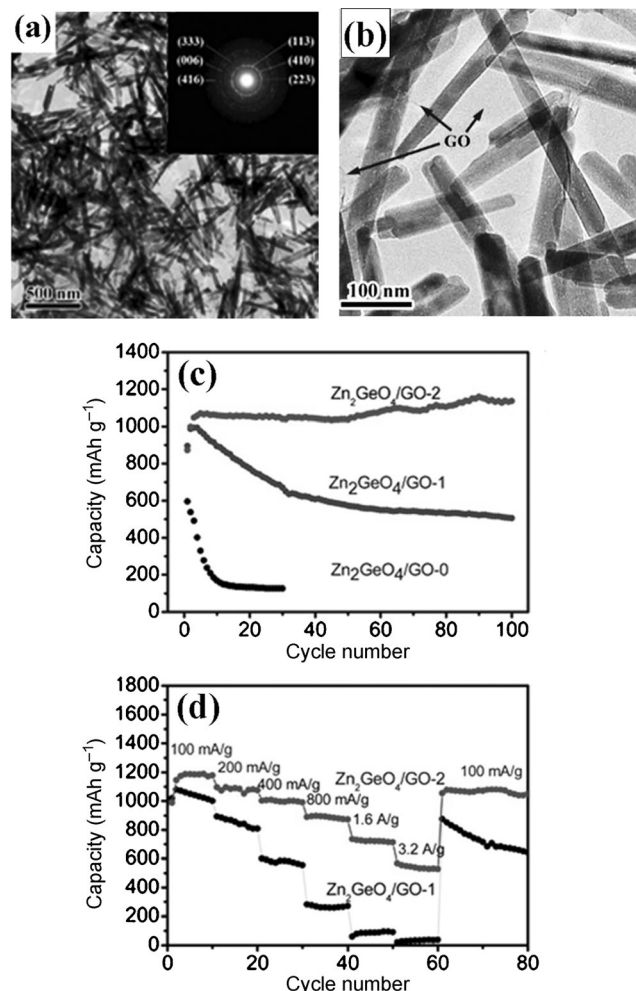 (a)
(333)
(113)
(006)
(410)
(416)
(223)
500 nm
(b)
GO
100 nm
(c)
1400
1200
1000
800
600
400
200
0
Capacity (mAh g⁻¹)
Zn₂GeO₄/GO-2
Zn₂GeO₄/GO-1
Zn₂GeO₄/GO-0
0
20
40
60
80
100
Cycle number
(d)
1800
1600
1400
1200
1000
800
600
400
200
0
Capacity (mAh g⁻¹)
100 mA/g
200 mA/g
400 mA/g
800 mA/g
1.6 A/g
3.2 A/g
100 mA/g
Zn₂GeO₄/GO-2
Zn₂GeO₄/GO-1
0
20
40
60
80
Cycle number